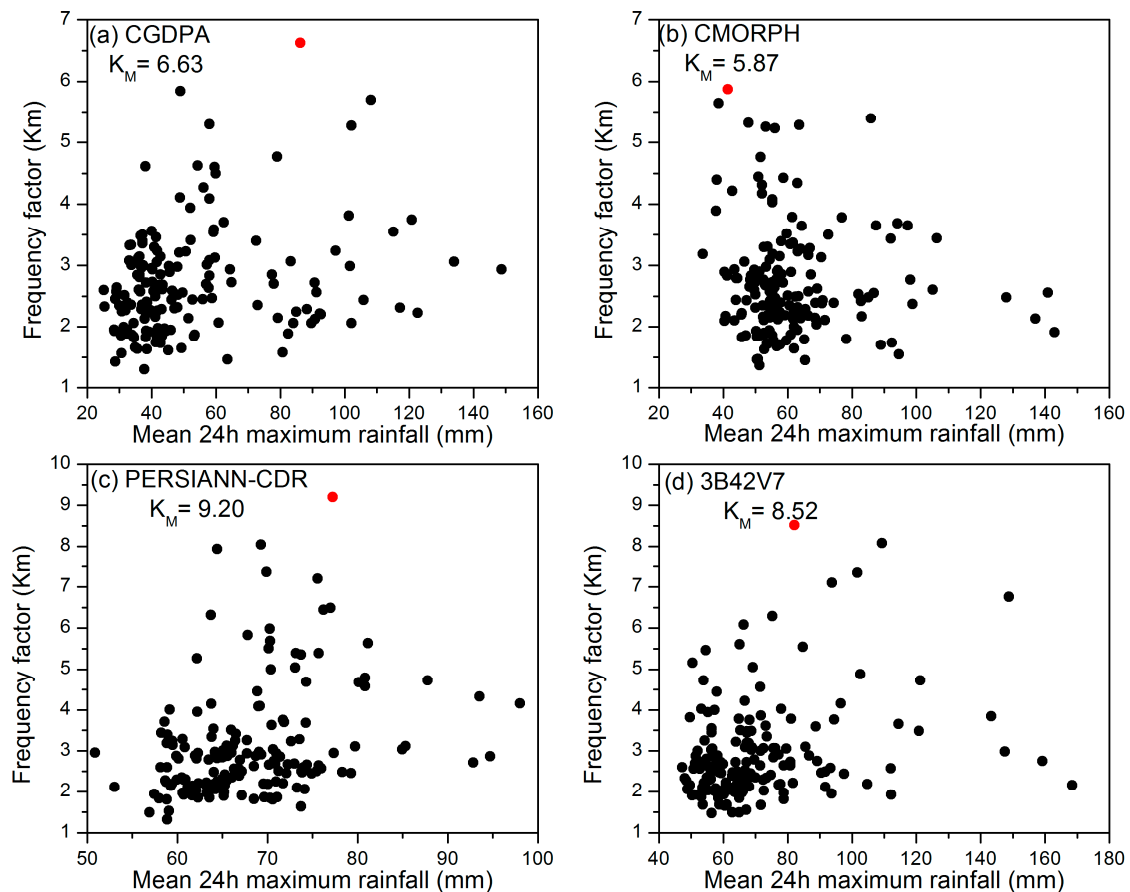 (a) CGDPA
K_M= 6.63
7
6
5
4
3
2
1
Frequency factor (Km)
20 40 60 80 100 120 140 160
Mean 24h maximum rainfall (mm)
(b) CMORPH
K_M= 5.87
7
6
5
4
3
2
1
Frequency factor (Km)
20 40 60 80 100 120 140 160
Mean 24h maximum rainfall (mm)
(c) PERSIANN-CDR
K_M= 9.20
10
9
8
7
6
5
4
3
2
1
Frequency factor (Km)
50 60 70 80 90 100
Mean 24h maximum rainfall (mm)
(d) 3B42V7
K_M= 8.52
10
9
8
7
6
5
4
3
2
1
Frequency factor (Km)
40 60 80 100 120 140 160 180
Mean 24h maximum rainfall (mm)